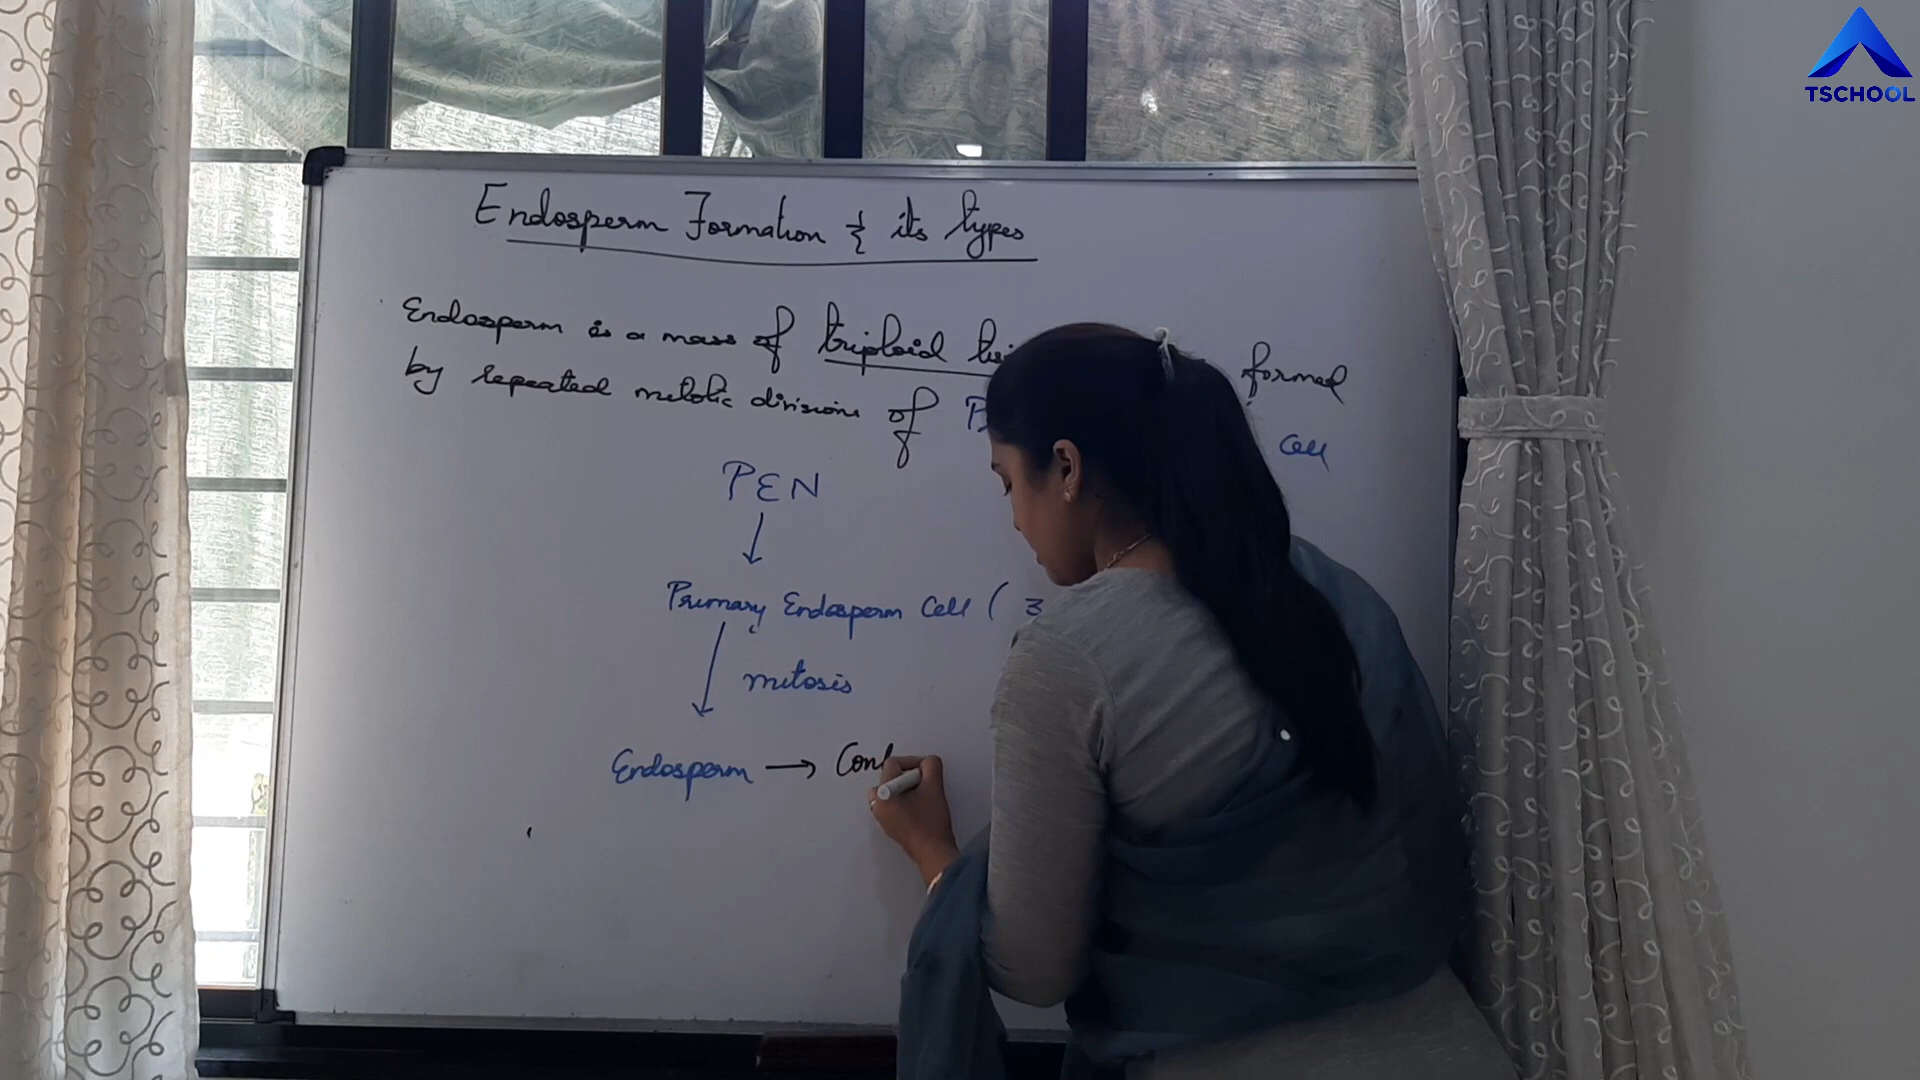 TSCHOOL
Endosperm Formation & its types
Endosperm is a mass of triploid formed
by repeated mitotic divisions of Cell
PEN
↓
Primary Endosperm Cell ( 3
↓ mitosis
Endosperm →